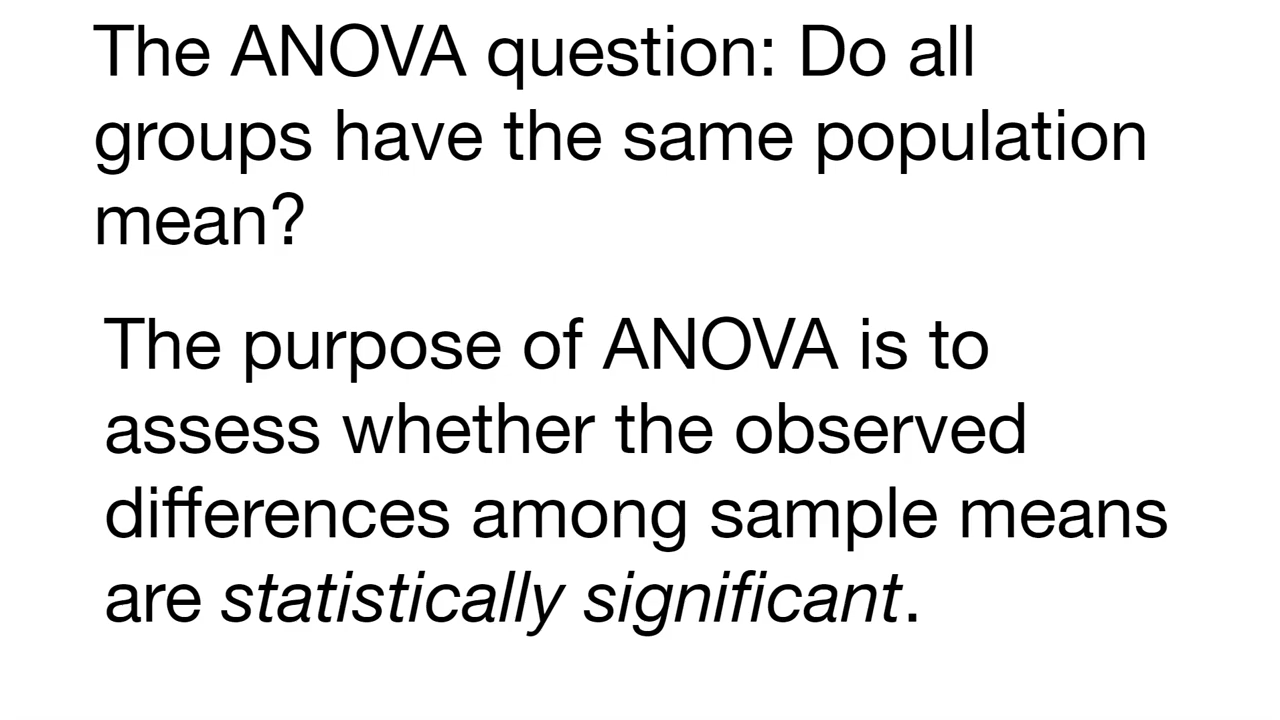 The ANOVA question: Do all
groups have the same population
mean?
The purpose of ANOVA is to
assess whether the observed
differences among sample means
are statistically significant.